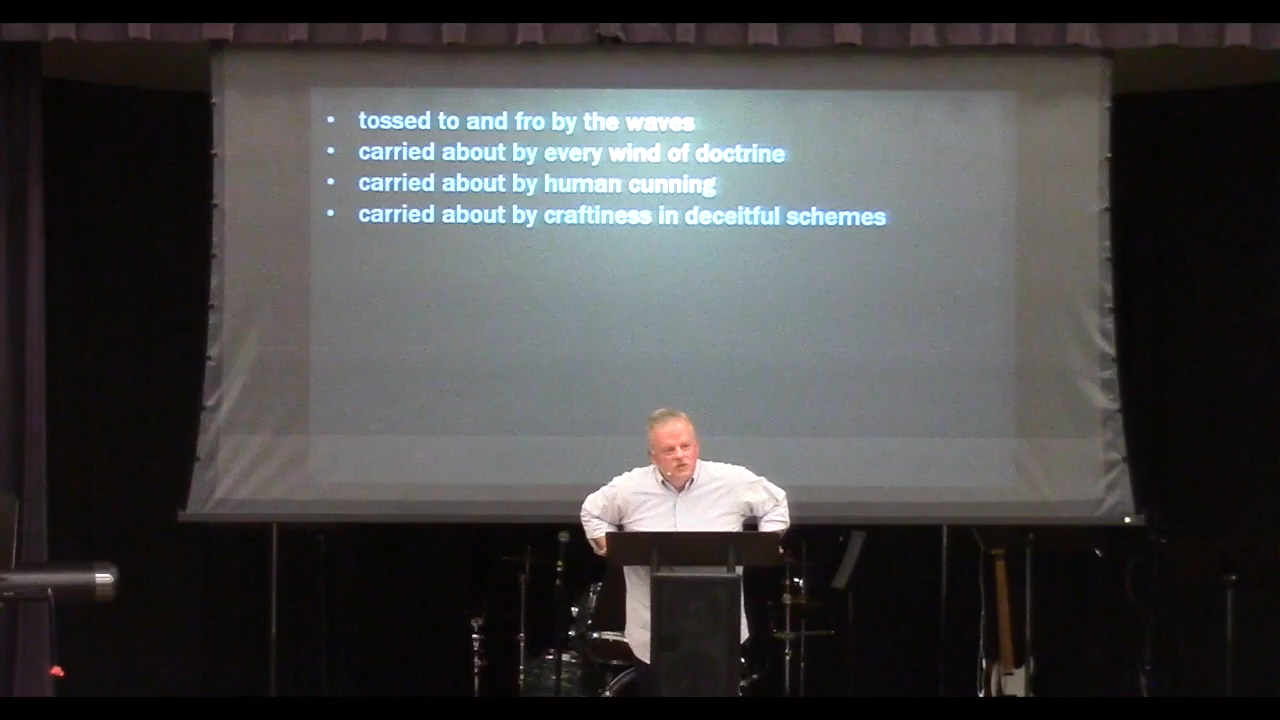 • tossed to and fro by the waves
• carried about by every wind of doctrine
• carried about by human cunning
• carried about by craftiness in deceitful schemes